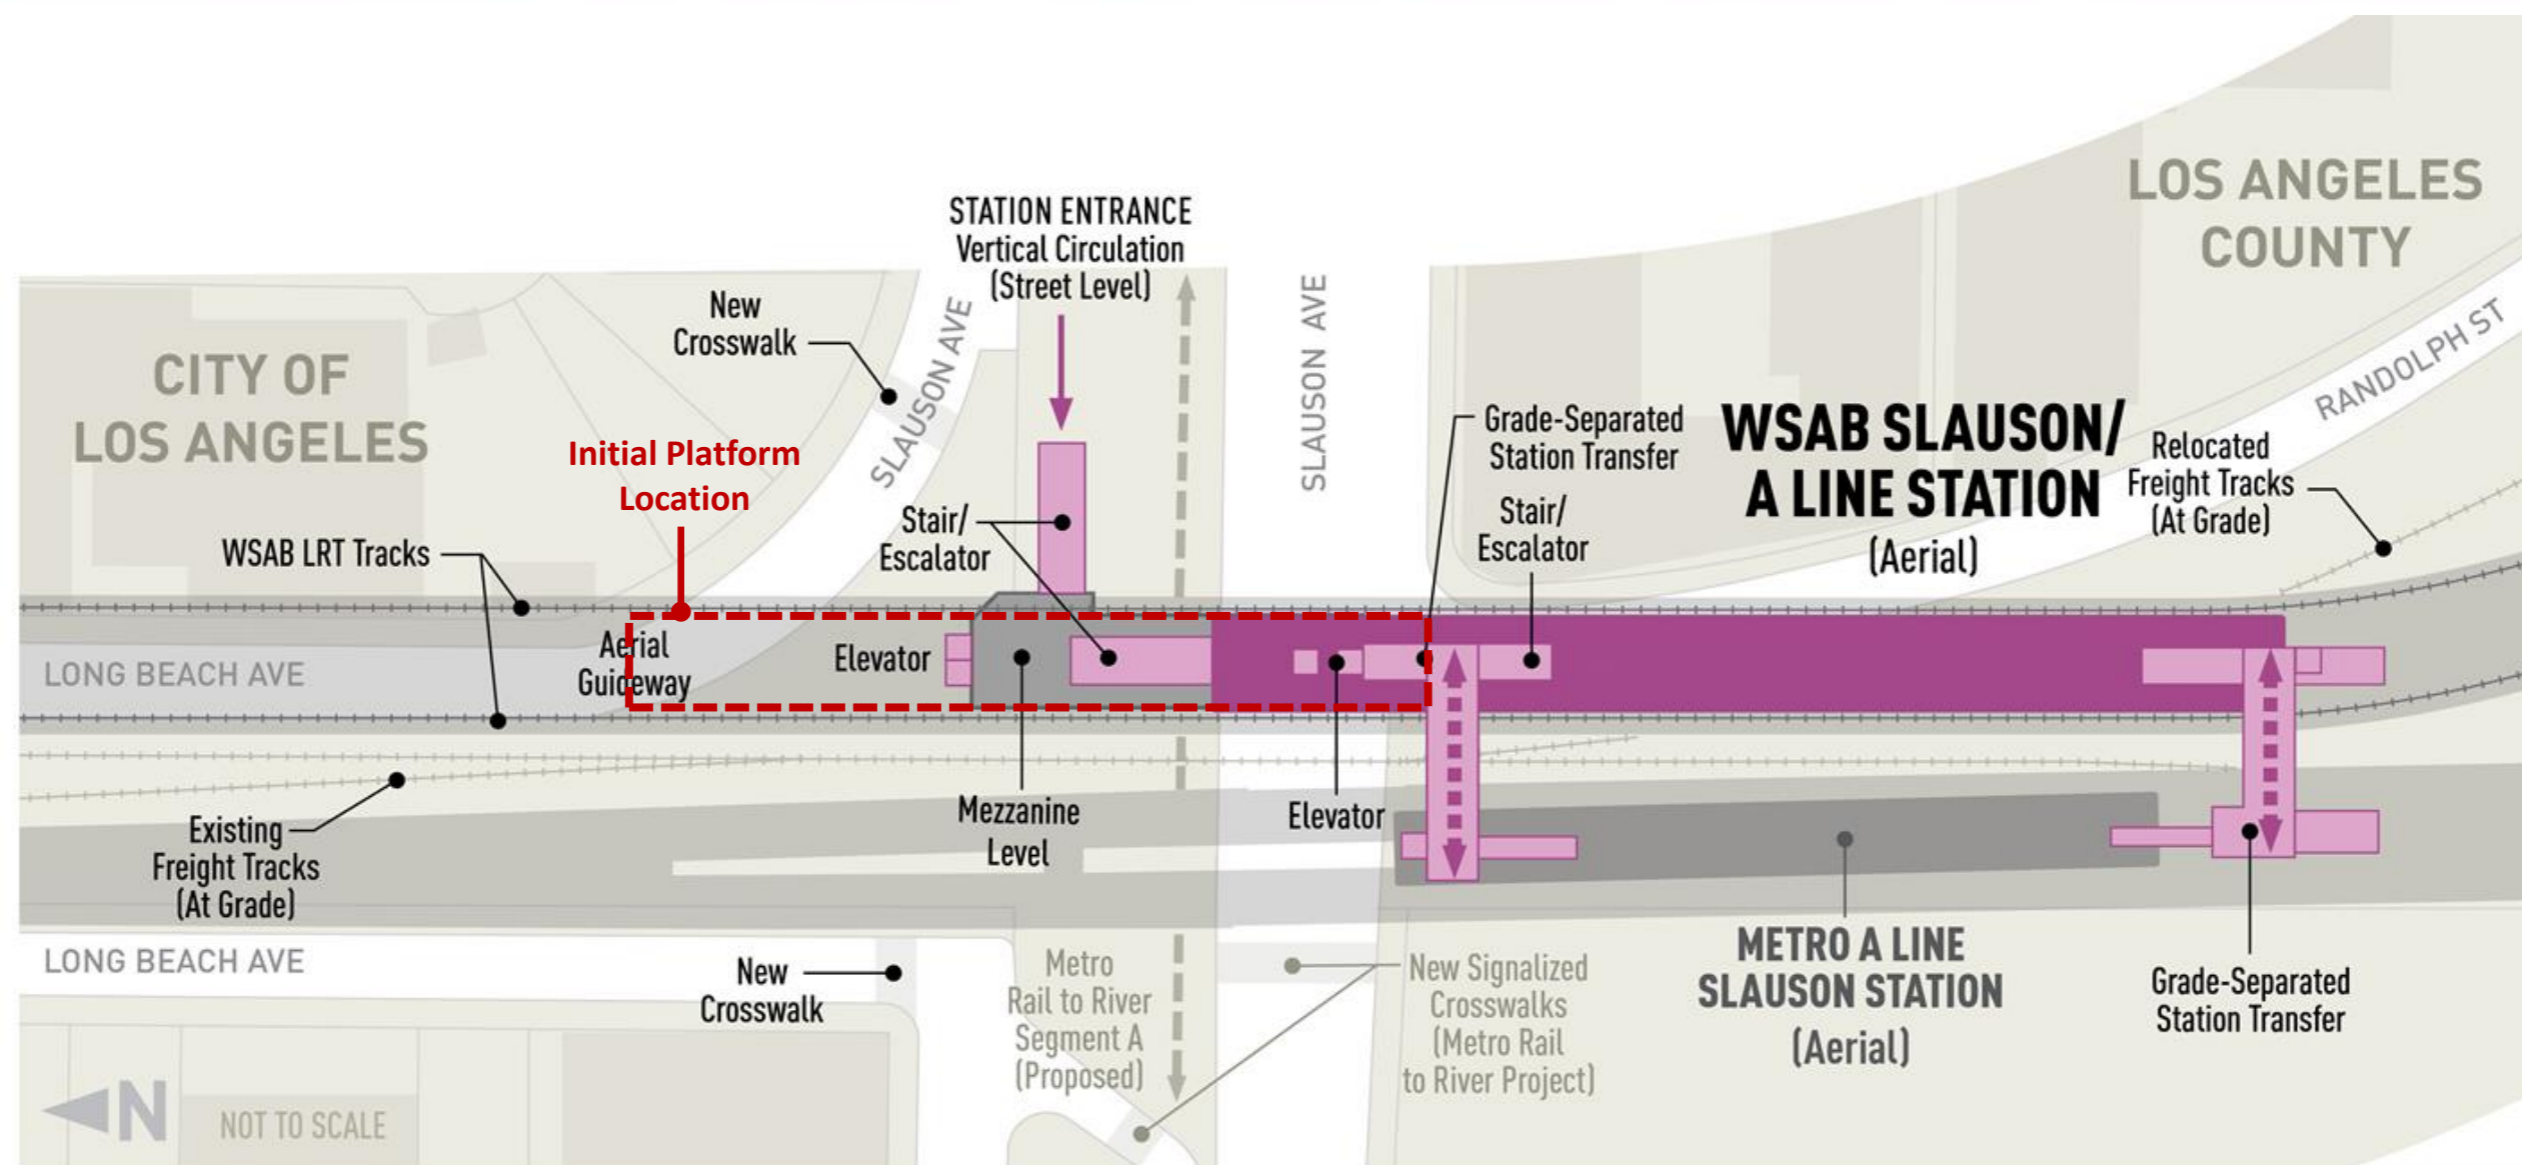 LOS ANGELES
COUNTY
STATION ENTRANCE
Vertical Circulation
(Street Level)
New
Crosswalk
SLAUSON AVE
SLAUSON AVE
RANDOLPH ST
CITY OF
LOS ANGELES
Initial Platform
Location
Grade-Separated
Station Transfer
WSAB SLAUSON/
A LINE STATION
(Aerial)
Relocated
Freight Tracks
(At Grade)
Stair/
Escalator
Stair/
Escalator
WSAB LRT Tracks
Aerial
Guideway
Elevator
LONG BEACH AVE
Mezzanine
Level
Elevator
Existing
Freight Tracks
(At Grade)
LONG BEACH AVE
New
Crosswalk
Metro
Rail to River
Segment A
(Proposed)
New Signalized
Crosswalks
(Metro Rail
to River Project)
METRO A LINE
SLAUSON STATION
(Aerial)
Grade-Separated
Station Transfer
N
NOT TO SCALE